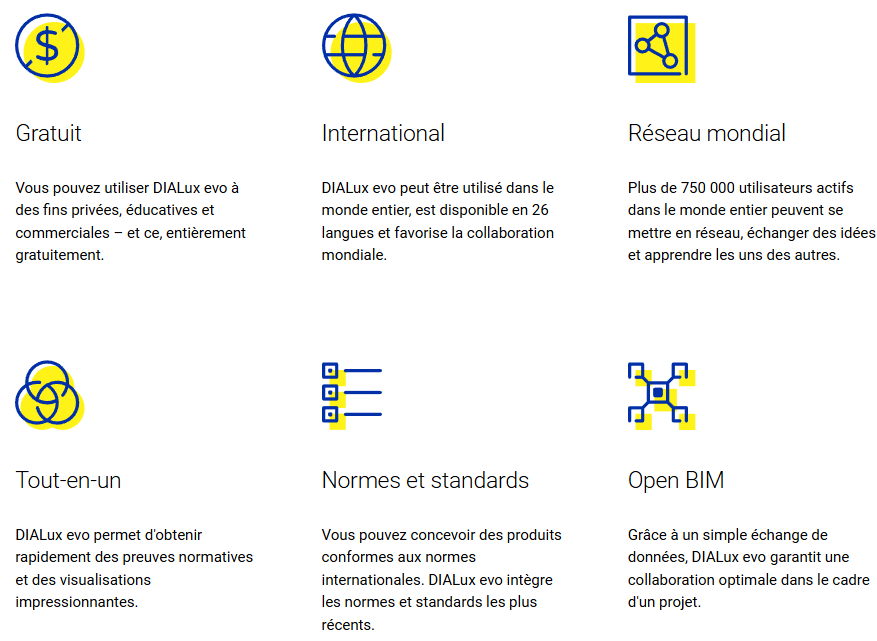 Gratuit
Vous pouvez utiliser DIALux evo à
des fins privées, éducatives et
commerciales – et ce, entièrement
gratuitement.
International
DIALux evo peut être utilisé dans le
monde entier, est disponible en 26
langues et favorise la collaboration
mondiale.
Réseau mondial
Plus de 750 000 utilisateurs actifs
dans le monde entier peuvent se
mettre en réseau, échanger des idées
et apprendre les uns des autres.
Tout-en-un
DIALux evo permet d'obtenir
rapidement des preuves normatives
et des visualisations
impressionnantes.
Normes et standards
Vous pouvez concevoir des produits
conformes aux normes
internationales. DIALux evo intègre
les normes et standards les plus
récents.
Open BIM
Grâce à un simple échange de
données, DIALux evo garantit une
collaboration optimale dans le cadre
d'un projet.